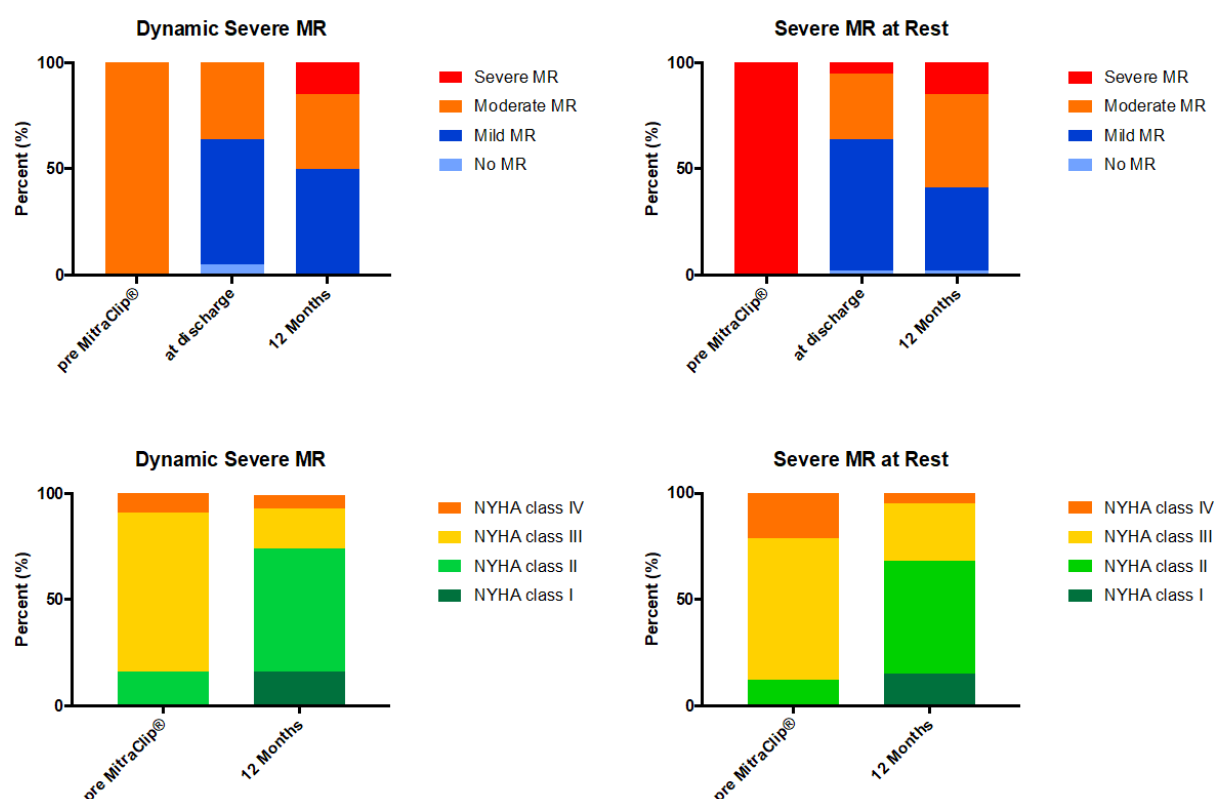 Dynamic Severe MR
Percent (%)
100
50
0
pre MitraClip®
at discharge
12 Months
Severe MR
Moderate MR
Mild MR
No MR
Severe MR at Rest
Percent (%)
100
50
0
pre MitraClip®
at discharge
12 Months
Severe MR
Moderate MR
Mild MR
No MR
Dynamic Severe MR
Percent (%)
100
50
0
pre MitraClip®
12 Months
NYHA class IV
NYHA class III
NYHA class II
NYHA class I
Severe MR at Rest
Percent (%)
100
50
0
pre MitraClip®
12 Months
NYHA class IV
NYHA class III
NYHA class II
NYHA class I